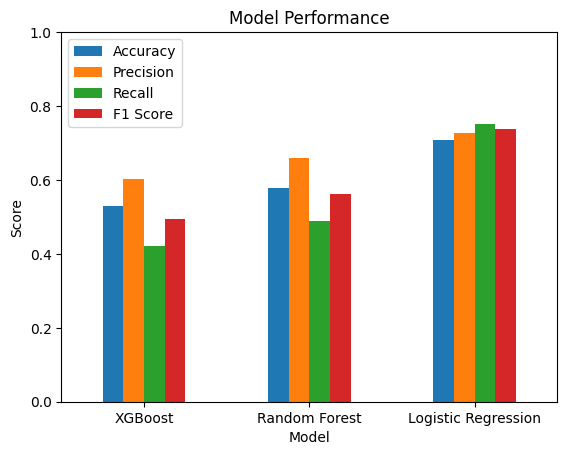 Model Performance
Accuracy
Precision
Recall
F1 Score
1.0
0.8
0.6
0.4
0.2
0.0
Score
XGBoost Random Forest Logistic Regression
Model